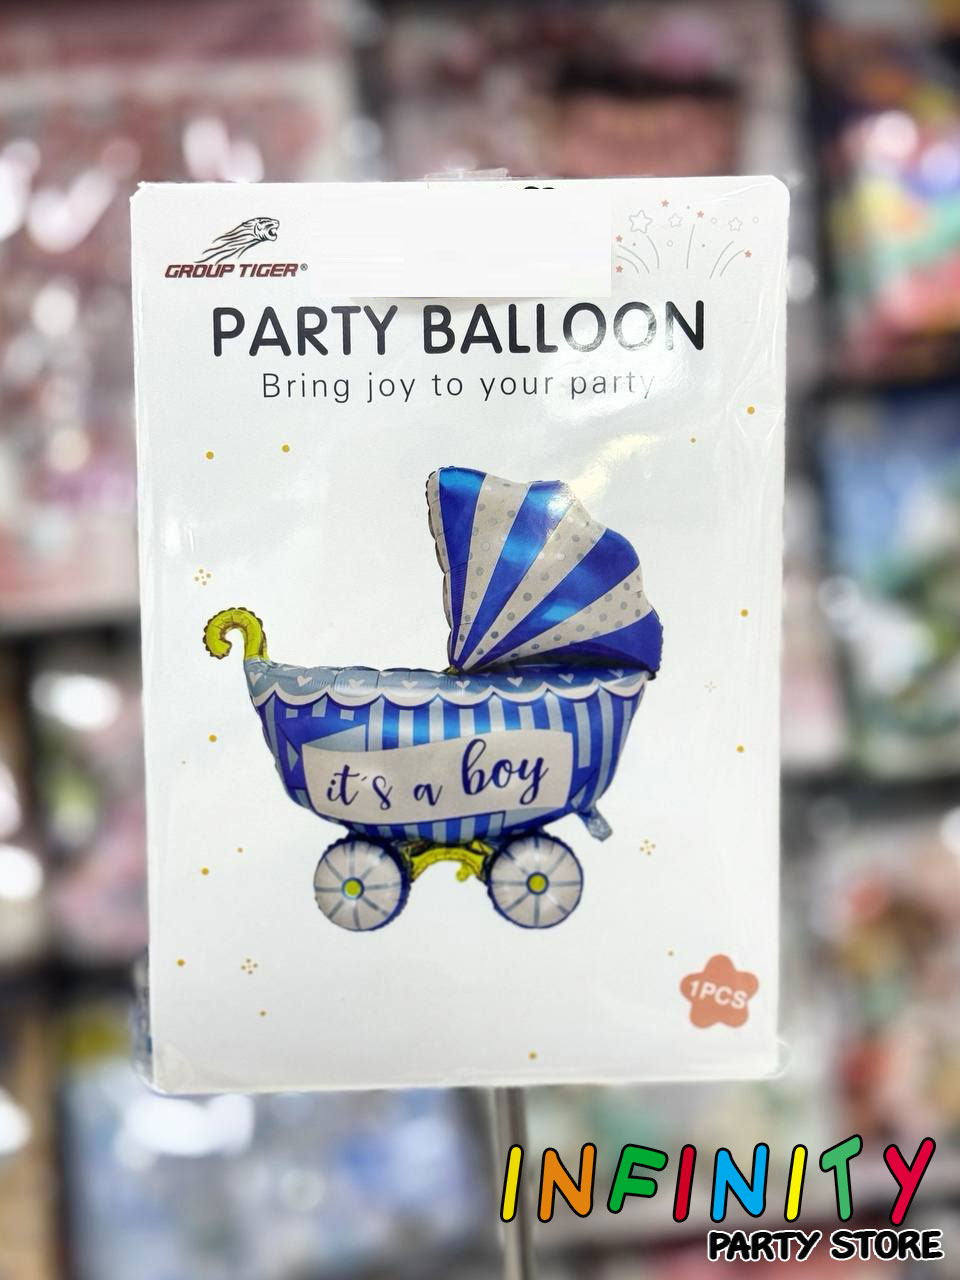 GROUP TIGER®
PARTY BALLOON
Bring joy to your party
it's a boy
1PCS
INFINITY
PARTY STORE